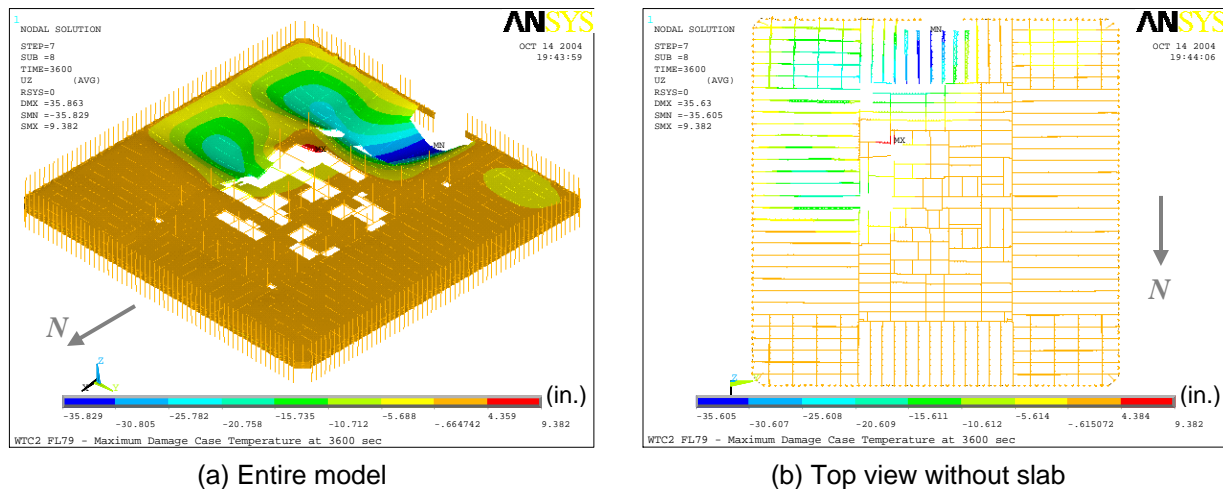 1
NODAL SOLUTION
STEP=7
SUB =8
TIME=3600
UZ (AVG)
RSYS=0
DMX =35.863
SMN =-35.829
SMX =9.382
ANSYS
OCT 14 2004
19:43:59
MN
X
N
Z
X
Y
(in.)
-35.829 -25.782 -15.735 -5.688 4.359
-30.805 -20.758 -10.712 -.664742 9.382
WTC2 FL79 - Maximum Damage Case Temperature at 3600 sec
(a) Entire model
1
NODAL SOLUTION
STEP=7
SUB =8
TIME=3600
UZ (AVG)
RSYS=0
DMX =35.63
SMN =-35.605
SMX =9.382
ANSYS
OCT 14 2004
19:44:06
MN
MX
N
Z
(in.)
-35.605 -25.608 -15.611 -5.614 4.384
-30.607 -20.609 -10.612 -.615072 9.382
WTC2 FL79 - Maximum Damage Case Temperature at 3600 sec
(b) Top view without slab